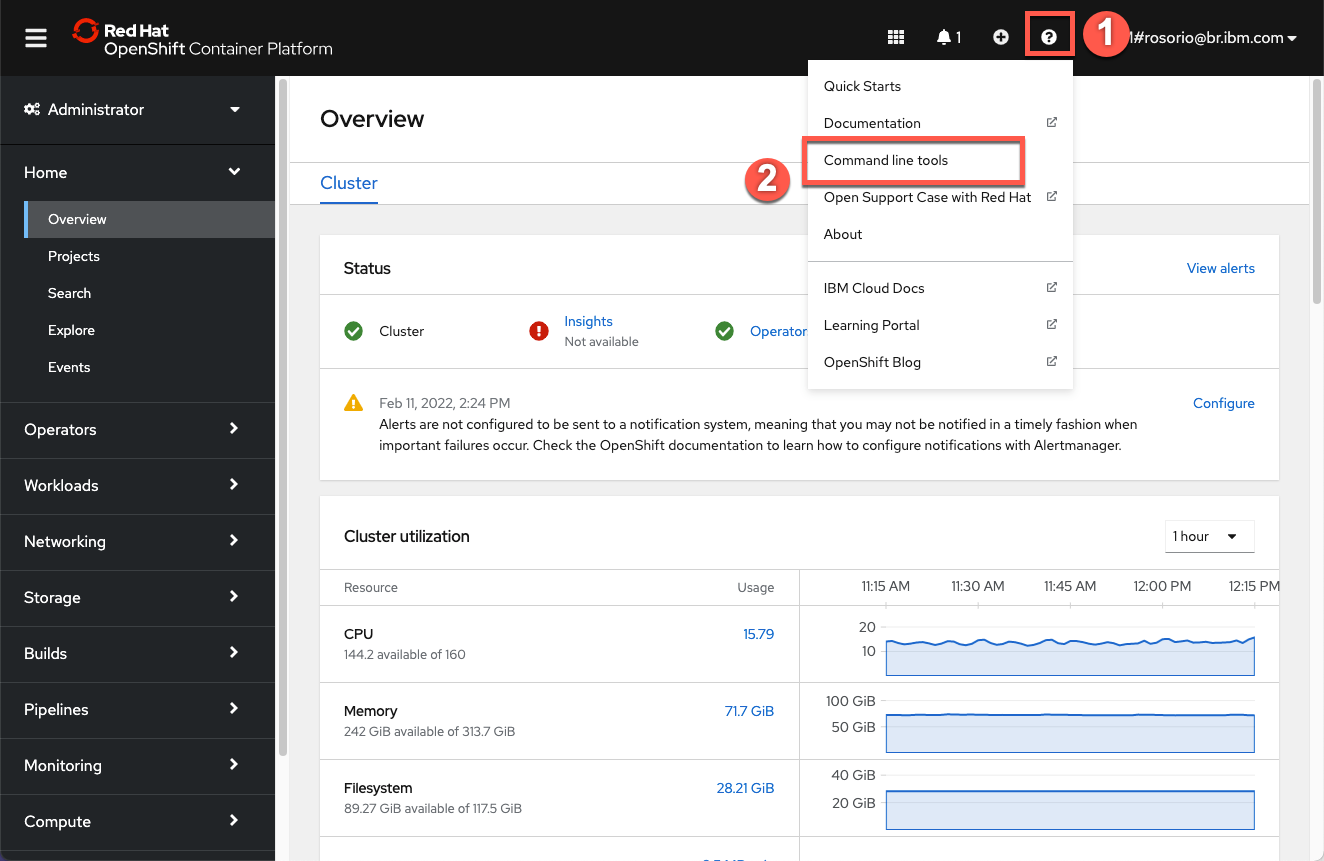 Red Hat
OpenShift Container Platform
1
1
#rosorio@br.ibm.com
Administrator
Home
Overview
Projects
Search
Explore
Events
Operators
Workloads
Networking
Storage
Builds
Pipelines
Monitoring
Compute
Quick Starts
Documentation
2
Command line tools
Open Support Case with Red Hat
About
IBM Cloud Docs
Learning Portal
OpenShift Blog
Overview
Cluster
Status
View alerts
Cluster
Insights
Not available
Operator
Feb 11, 2022, 2:24 PM
Configure
Alerts are not configured to be sent to a notification system, meaning that you may not be notified in a timely fashion when
important failures occur. Check the OpenShift documentation to learn how to configure notifications with Alertmanager.
Cluster utilization
1 hour
Resource Usage 11:15 AM 11:30 AM 11:45 AM 12:00 PM 12:15 PM
CPU 15.79
144.2 available of 160
20
10
Memory 71.7 GiB
242 GiB available of 313.7 GiB
100 GiB
50 GiB
Filesystem 28.21 GiB
89.27 GiB available of 117.5 GiB
40 GiB
20 GiB